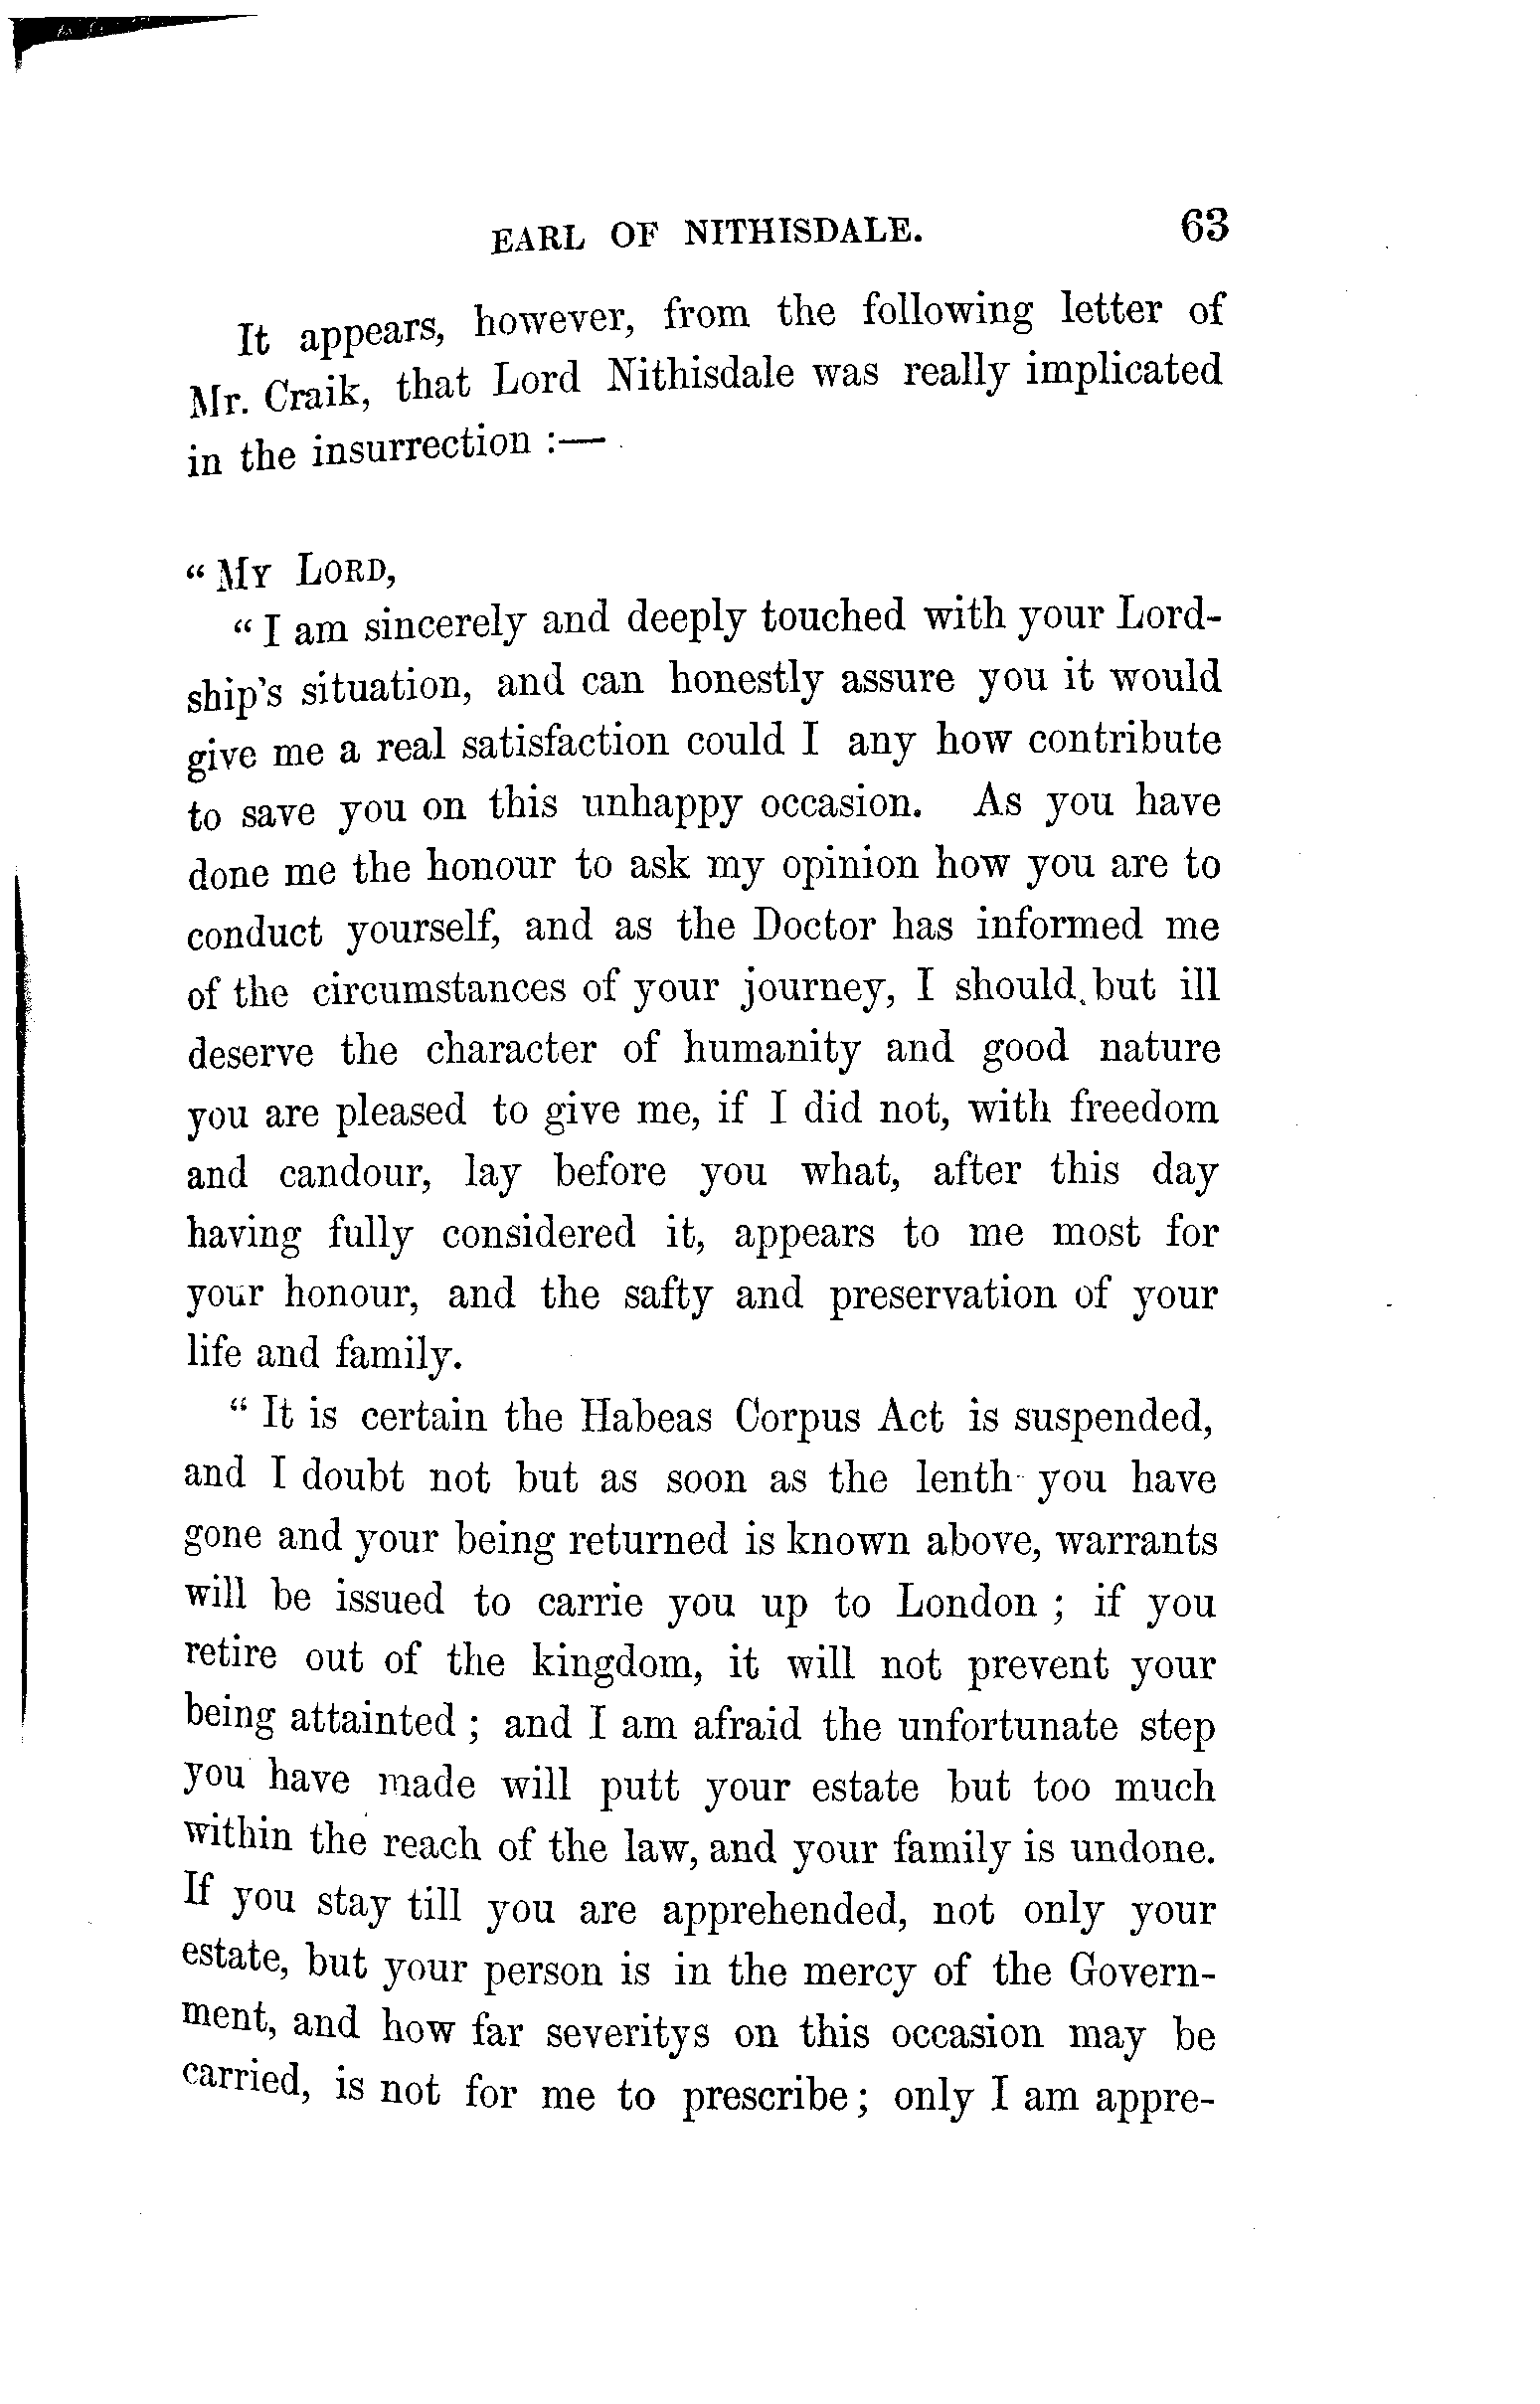 EARL OF NITHISDALE. 63
It appears, however, from the following letter of
Mr. Craik, that Lord Nithisdale was really implicated
in the insurrection :—
“ MY LORD,
“ I am sincerely and deeply touched with your Lord-
ship's situation, and can honestly assure you it would
give me a real satisfaction could I any how contribute
to save you on this unhappy occasion. As you have
done me the honour to ask my opinion how you are to
conduct yourself, and as the Doctor has informed me
of the circumstances of your journey, I should but ill
deserve the character of humanity and good nature
you are pleased to give me, if I did not, with freedom
and candour, lay before you what, after this day
having fully considered it, appears to me most for
your honour, and the safty and preservation of your
life and family.
“ It is certain the Habeas Corpus Act is suspended,
and I doubt not but as soon as the lenth you have
gone and your being returned is known above, warrants
will be issued to carrie you up to London ; if you
retire out of the kingdom, it will not prevent your
being attainted ; and I am afraid the unfortunate step
you have made will putt your estate but too much
within the reach of the law, and your family is undone.
If you stay till you are apprehended, not only your
estate, but your person is in the mercy of the Govern-
ment, and how far severitys on this occasion may be
carried, is not for me to prescribe ; only I am appre-